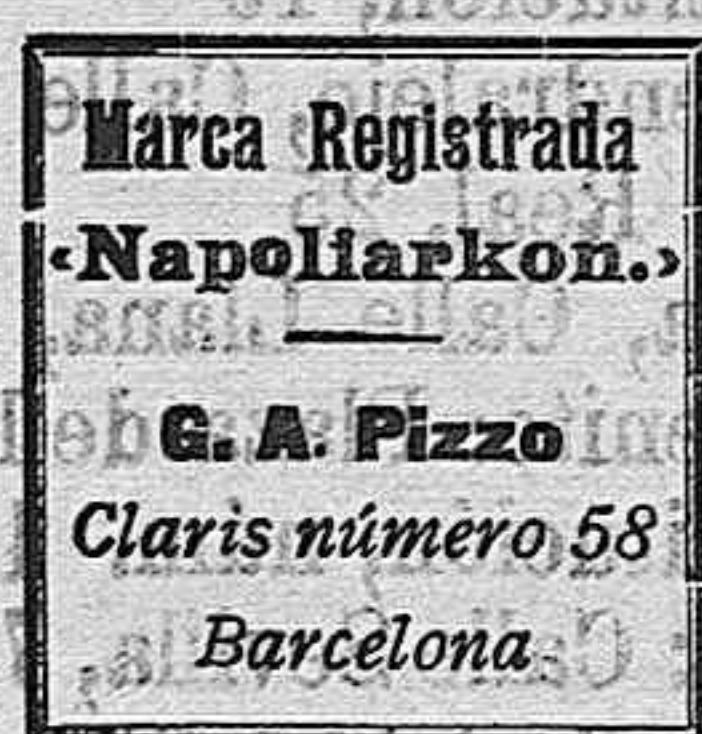 Marca Registrada
‹Napoliarkon.›
G. A. Pizzo
Claris número 58
Barcelona